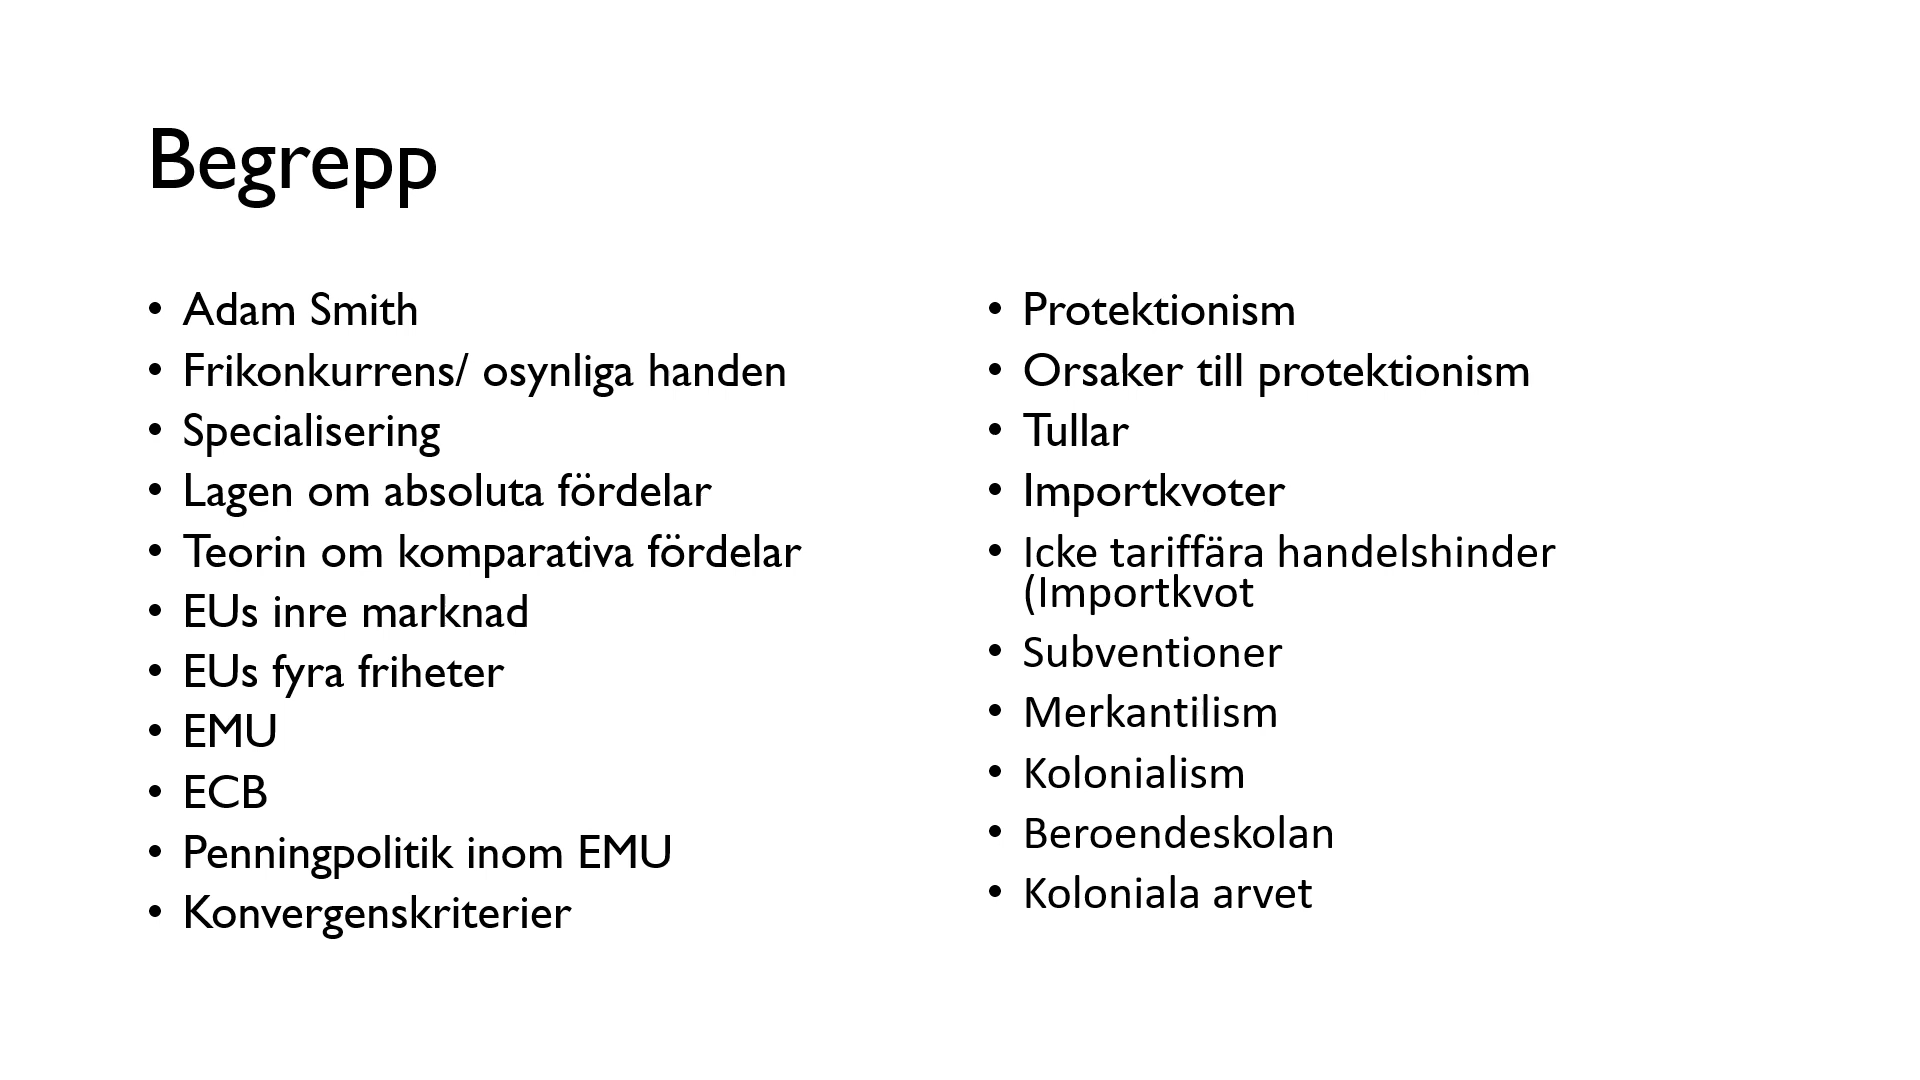 Begrepp
• Adam Smith
• Frikonkurrens/ osynliga handen
• Specialisering
• Lagen om absoluta fördelar
• Teorin om komparativa fördelar
• EUs inre marknad
• EUs fyra friheter
• EMU
• ECB
• Penningpolitik inom EMU
• Konvergenskriterier
• Protektionism
• Orsaker till protektionism
• Tullar
• Importkvoter
• Icke tariffära handelshinder
(Importkvot
• Subventioner
• Merkantilism
• Kolonialism
• Beroendeskolan
• Koloniala arvet